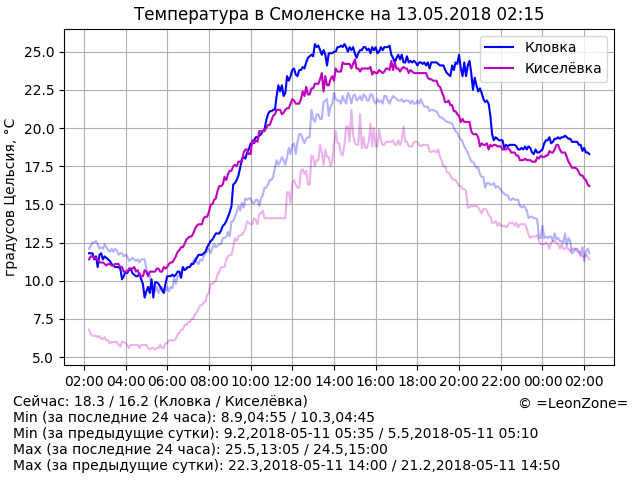 Температура в Смоленске на 13.05.2018 02:15
Кловка
Киселёвка
градусов Цельсия, °C
25.0
22.5
20.0
17.5
15.0
12.5
10.0
7.5
5.0
02:00 04:00 06:00 08:00 10:00 12:00 14:00 16:00 18:00 20:00 22:00 00:00 02:00
Сейчас: 18.3 / 16.2 (Кловка / Киселёвка)
© =LeonZone=
Min (за последние 24 часа): 8.9,04:55 / 10.3,04:45
Min (за предыдущие сутки): 9.2,2018-05-11 05:35 / 5.5,2018-05-11 05:10
Max (за последние 24 часа): 25.5,13:05 / 24.5,15:00
Max (за предыдущие сутки): 22.3,2018-05-11 14:00 / 21.2,2018-05-11 14:50